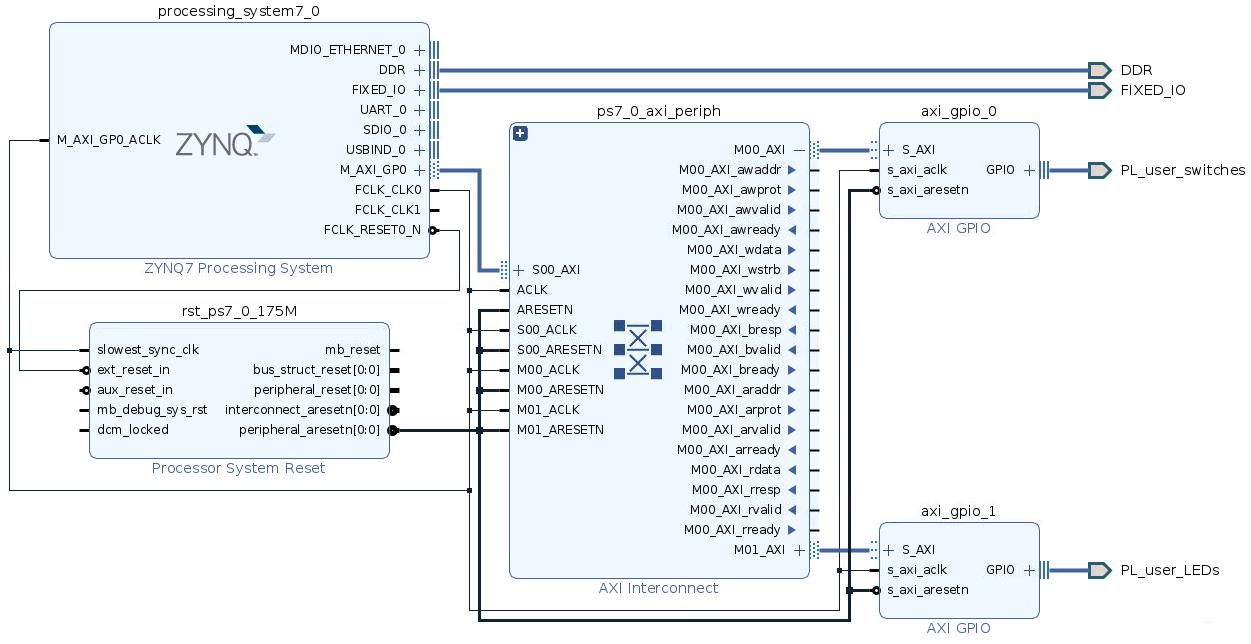 processing_system7_0
MDIO_ETHERNET_0
DDR
FIXED_IO
UART_0
SDIO_0
USBIND_0
M_AXI_GP0
FCLK_CLK0
FCLK_CLK1
FCLK_RESET0_N
M_AXI_GP0_ACLK
ZYNQ
ZYNQ7 Processing System
DDR
FIXED_IO
rst_ps7_0_175M
slowest_sync_clk
ext_reset_in
aux_reset_in
mb_debug_sys_rst
dcm_locked
mb_reset
bus_struct_reset[0:0]
peripheral_reset[0:0]
interconnect_aresetn[0:0]
peripheral_aresetn[0:0]
Processor System Reset
ps7_0_axi_periph
S00_AXI
ACLK
ARESETN
S00_ACLK
S00_ARESETN
M00_ACLK
M00_ARESETN
M01_ACLK
M01_ARESETN
M00_AXI
M00_AXI_awaddr
M00_AXI_awprot
M00_AXI_awvalid
M00_AXI_awready
M00_AXI_wdata
M00_AXI_wstrb
M00_AXI_wvalid
M00_AXI_wready
M00_AXI_bresp
M00_AXI_bvalid
M00_AXI_bready
M00_AXI_araddr
M00_AXI_arprot
M00_AXI_arvalid
M00_AXI_arready
M00_AXI_rdata
M00_AXI_rresp
M00_AXI_rvalid
M00_AXI_rready
M01_AXI
AXI Interconnect
axi_gpio_0
S_AXI
s_axi_aclk
s_axi_aresetn
GPIO
AXI GPIO
PL_user_switches
axi_gpio_1
S_AXI
s_axi_aclk
s_axi_aresetn
GPIO
AXI GPIO
PL_user_LEDs